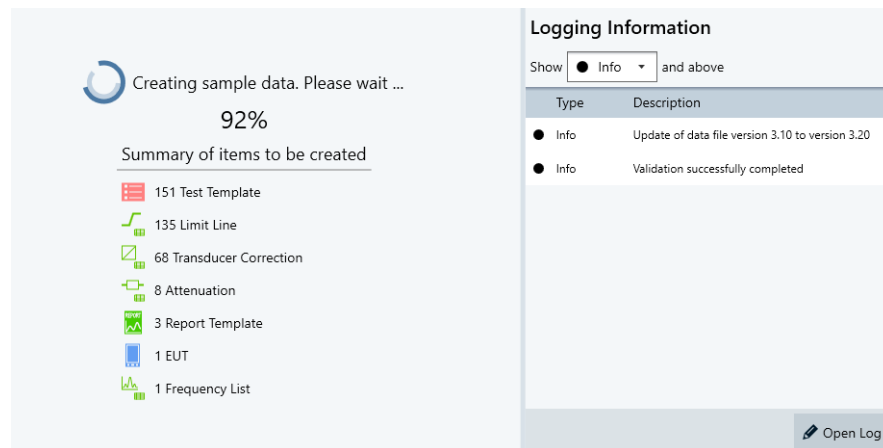 Creating sample data. Please wait ...
92%
Summary of items to be created
151 Test Template
135 Limit Line
68 Transducer Correction
8 Attenuation
REPORT
3 Report Template
1 EUT
1 Frequency List
Logging Information
Show Info and above
Type Description
Info Update of data file version 3.10 to version 3.20
Info Validation successfully completed
Open Log